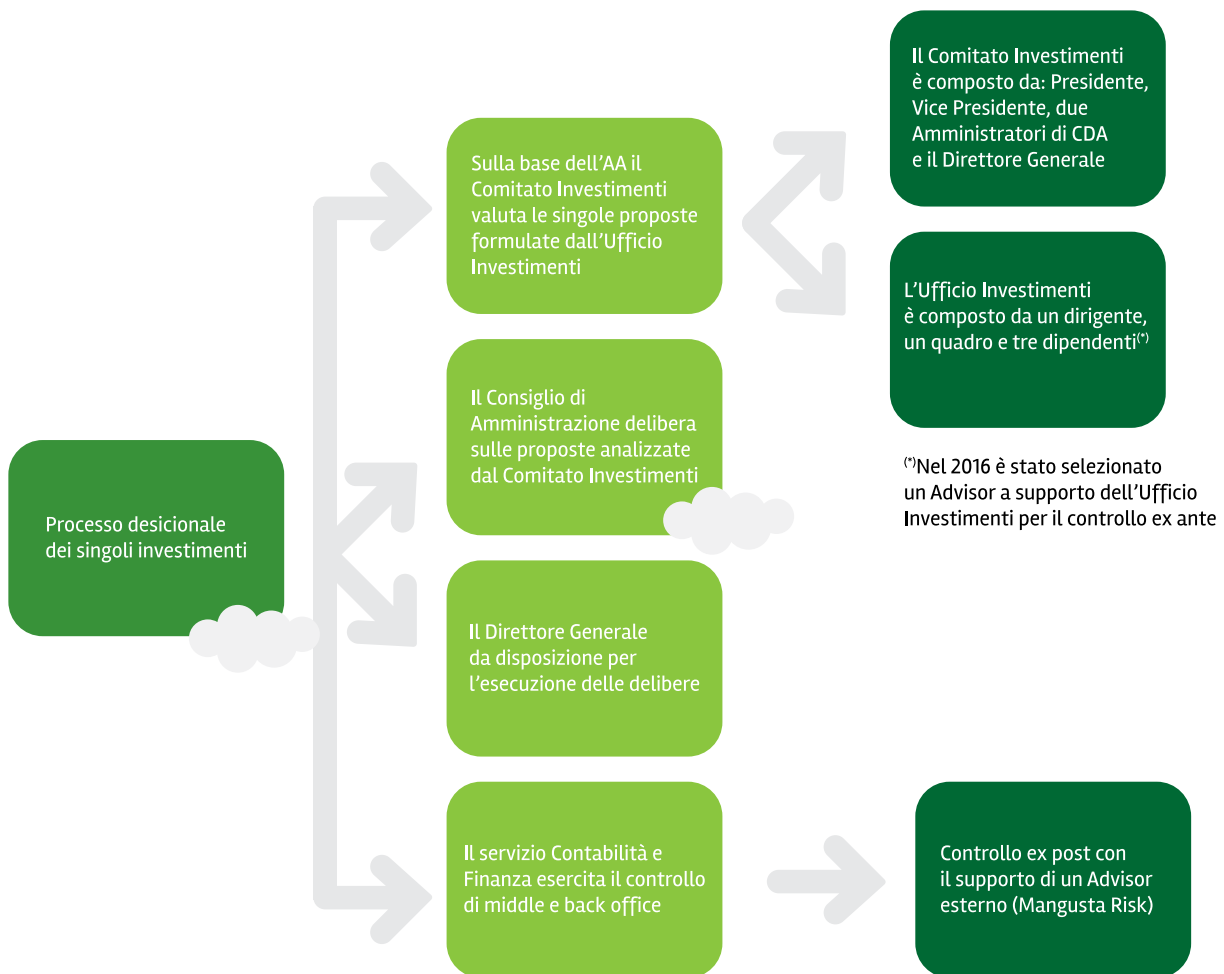 Processo desicionale
dei singoli investimenti
Sulla base dell'AA il
Comitato Investimenti
valuta le singole proposte
formulate dall'Ufficio
Investimenti
Il Comitato Investimenti
è composto da: Presidente,
Vice Presidente, due
Amministratori di CDA
e il Direttore Generale
L'Ufficio Investimenti
è composto da un dirigente,
un quadro e tre dipendenti(*)
(*)Nel 2016 è stato selezionato
un Advisor a supporto dell'Ufficio
Investimenti per il controllo ex ante
Il Consiglio di
Amministrazione delibera
sulle proposte analizzate
dal Comitato Investimenti
Il Direttore Generale
da disposizione per
l'esecuzione delle delibere
Il servizio Contabilità e
Finanza esercita il controllo
di middle e back office
Controllo ex post con
il supporto di un Advisor
esterno (Mangusta Risk)